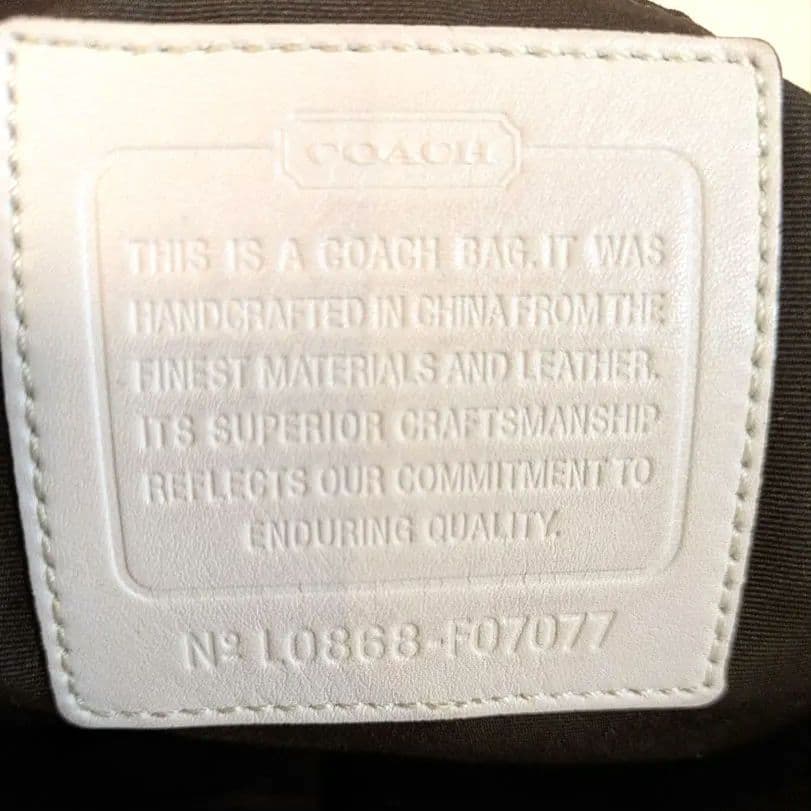 COACH
THIS IS A COACH BAG. IT WAS
HANDCRAFTED IN CHINA FROM THE
FINEST MATERIALS AND LEATHER.
ITS SUPERIOR CRAFTSMANSHIP
REFLECTS OUR COMMITMENT TO
ENDURING QUALITY.
Nº L0868-F07077